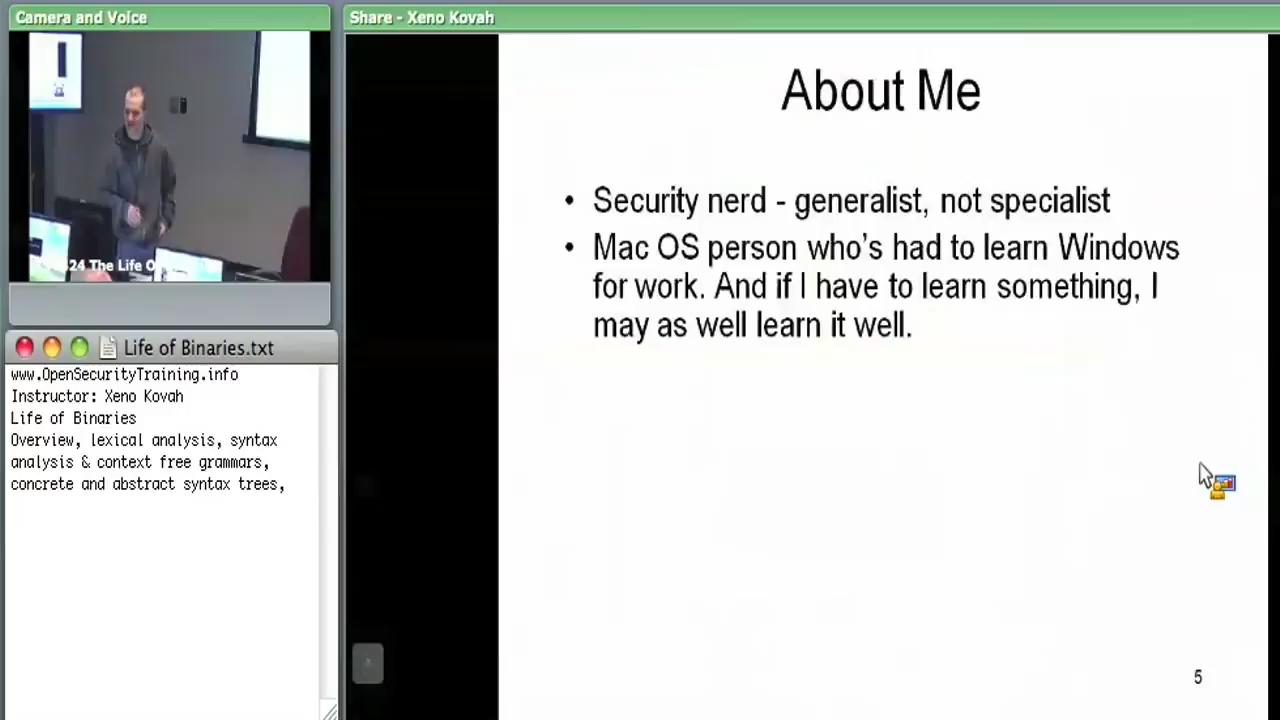 Camera and Voice
24 The Life O
Life of Binaries.txt
www.OpenSecurityTraining.info
Instructor: Xeno Kovah
Life of Binaries
Overview, lexical analysis, syntax
analysis & context free grammars,
concrete and abstract syntax trees,
Share - Xeno Kovah
About Me
• Security nerd - generalist, not specialist
• Mac OS person who's had to learn Windows
for work. And if I have to learn something, I
may as well learn it well.
5